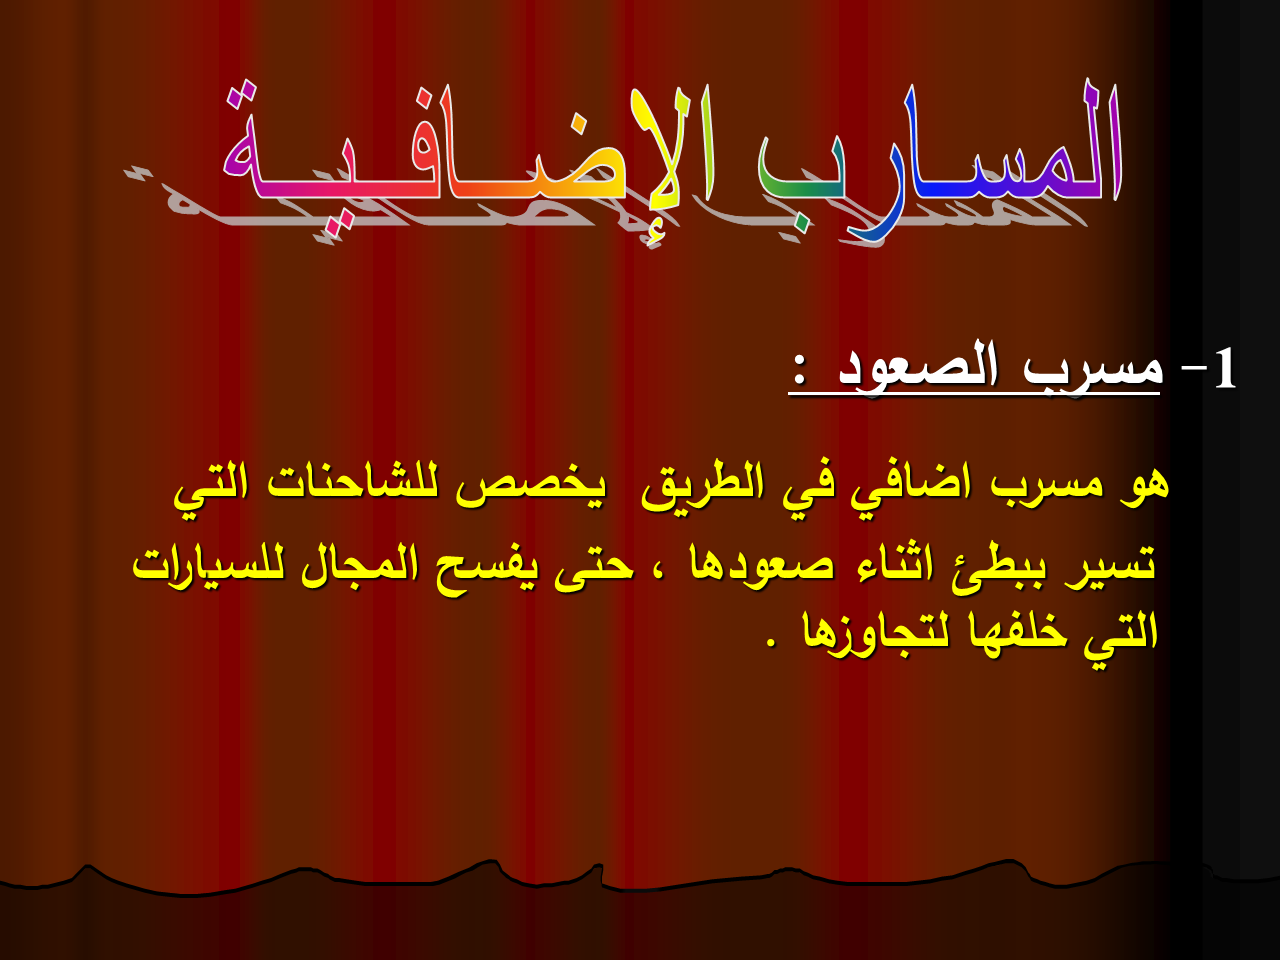 المسارب الإضافية
1- مسرب الصعود :
هو مسرب اضافي في الطريق يخصص للشاحنات التي
تسير ببطئ اثناء صعودها ، حتى يفسح المجال للسيارات
التي خلفها لتجاوزها .